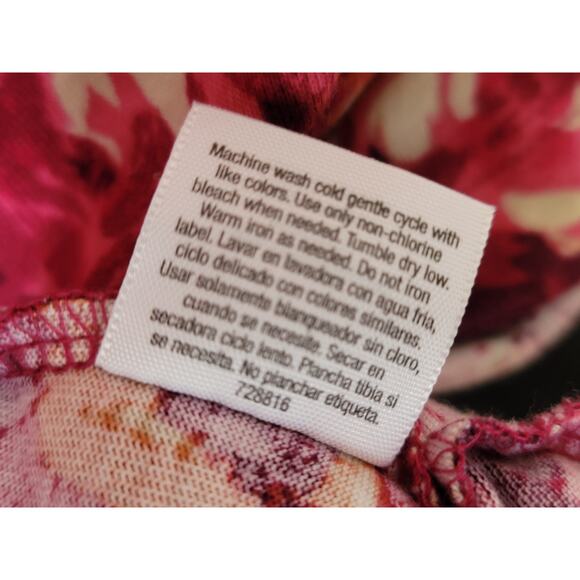 Machine wash cold gentle cycle with
like colors. Use only non-chlorine
bleach when needed. Tumble dry low.
Warm iron as needed. Do not iron
label. Lavar en lavadora con agua fría,
ciclo delicado con colores similares.
Usar solamente blanqueador sin cloro,
cuando se necesite. Secar en
secadora ciclo lento. Plancha tibia si
se necesita. No planchar etiqueta.
728816